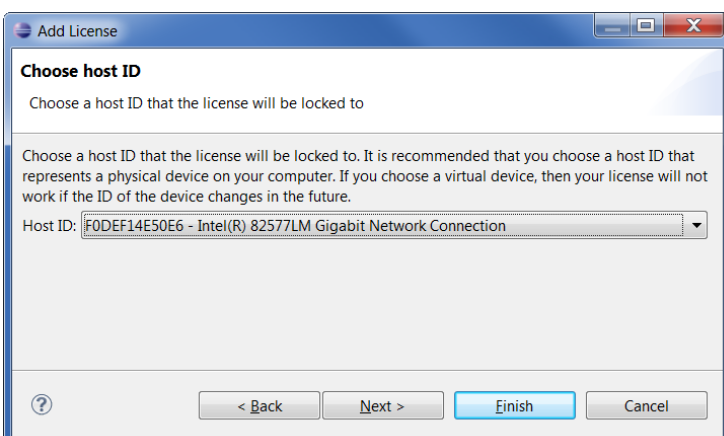 Add License
Choose host ID
Choose a host ID that the license will be locked to
Choose a host ID that the license will be locked to. It is recommended that you choose a host ID that
represents a physical device on your computer. If you choose a virtual device, then your license will not
work if the ID of the device changes in the future.
Host ID: F0DEF14E50E6 - Intel(R) 82577LM Gigabit Network Connection
? < Back Next > Finish Cancel